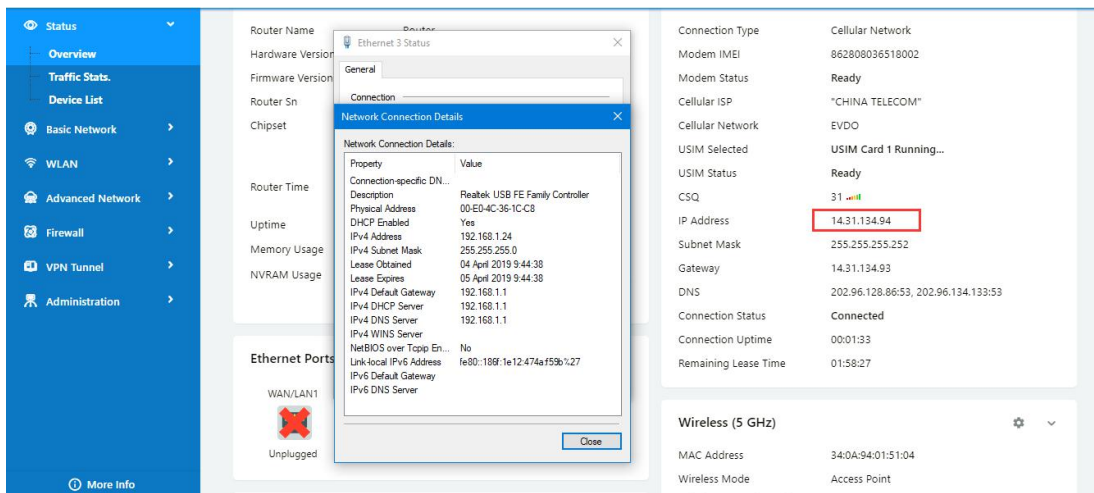 Status
Overview
Traffic Stats.
Device List
Basic Network
WLAN
Advanced Network
Firewall
VPN Tunnel
Administration
More Info
Router Name
Router
Hardware Version
Firmware Version
Router Sn
Chipset
Router Time
Uptime
Memory Usage
NVRAM Usage
Ethernet Ports
WAN/LAN1
Unplugged
Ethernet 3 Status
General
Connection
Network Connection Details
Network Connection Details:
Property Value
Connection-specific DN...
Description Realtek USB FE Family Controller
Physical Address 00-E0-4C-36-1C-C8
DHCP Enabled Yes
IPv4 Address 192.168.1.24
IPv4 Subnet Mask 255.255.255.0
Lease Obtained 04 April 2019 9:44:38
Lease Expires 05 April 2019 9:44:38
IPv4 Default Gateway 192.168.1.1
IPv4 DHCP Server 192.168.1.1
IPv4 DNS Server 192.168.1.1
IPv4 WINS Server
NetBIOS over Tcpip En... No
Link-local IPv6 Address fe80::186f:1e12:474a:f59b%27
IPv6 Default Gateway
IPv6 DNS Server
Close
Connection Type Cellular Network
Modem IMEI 862808036518002
Modem Status Ready
Cellular ISP "CHINA TELECOM"
Cellular Network EVDO
USIM Selected USIM Card 1 Running...
USIM Status Ready
CSQ 31
IP Address 14.31.134.94
Subnet Mask 255.255.255.252
Gateway 14.31.134.93
DNS 202.96.128.86:53, 202.96.134.133:53
Connection Status Connected
Connection Uptime 00:01:33
Remaining Lease Time 01:58:27
Wireless (5 GHz)
MAC Address 34:0A:94:01:51:04
Wireless Mode Access Point